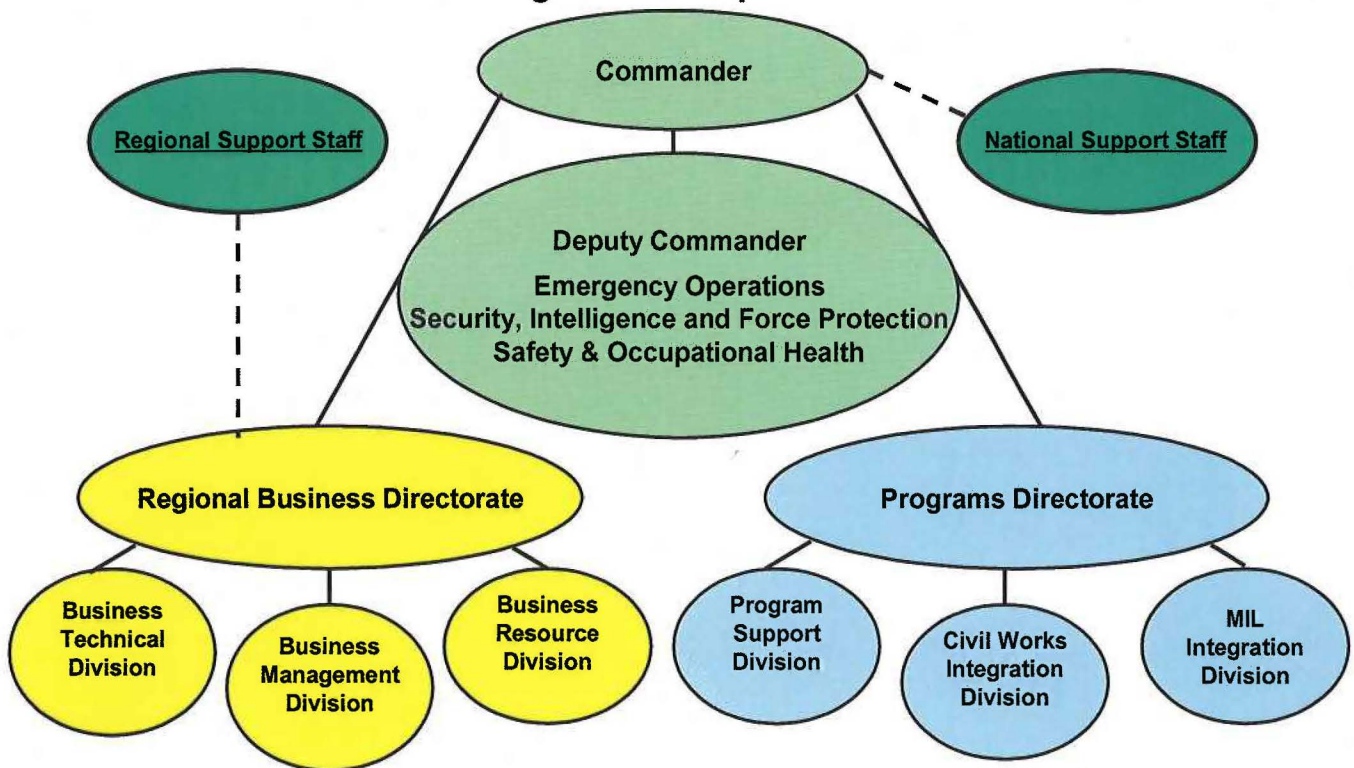 Commander
Regional Support Staff
National Support Staff
Deputy Commander
Emergency Operations
Security, Intelligence and Force Protection
Safety & Occupational Health
Regional Business Directorate
Programs Directorate
Business
Technical
Division
Business
Management
Division
Business
Resource
Division
Program
Support
Division
Civil Works
Integration
Division
MIL
Integration
Division